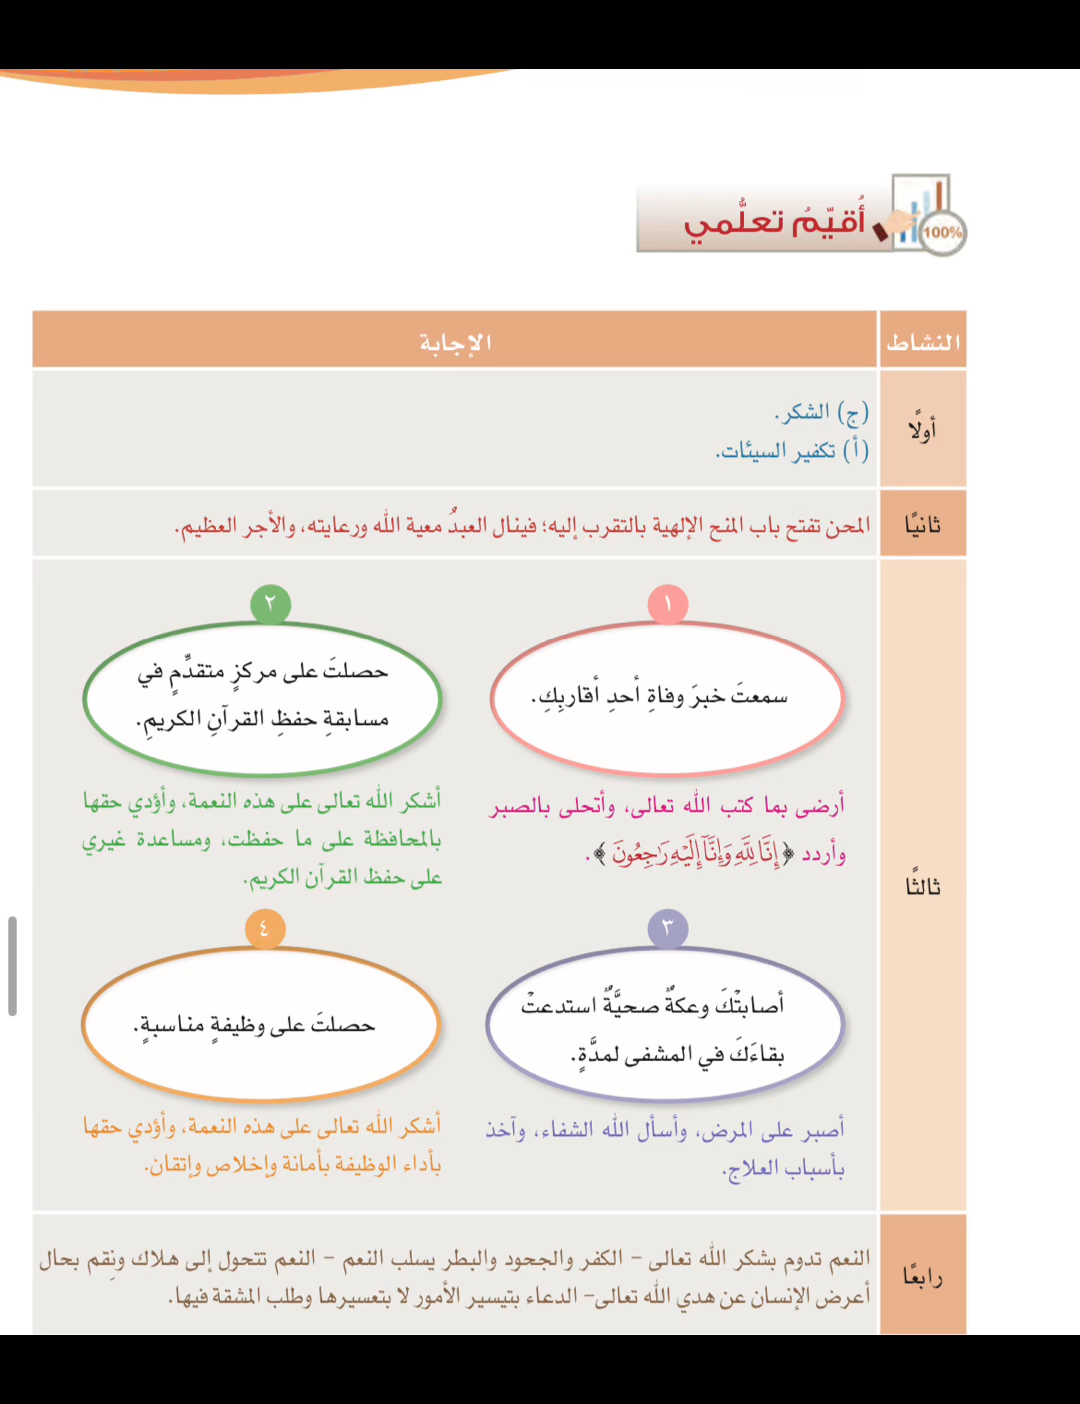 100%
أُقيّمُ تعلُّمي
النشاط
الإجابة
أولًا
(ج) الشكر.
(أ) تكفير السيئات.
ثانيًا
المحن تفتح باب المنح الإلهية بالتقرب إليه؛ فينال العبدُ معية الله ورعايته، والأجر العظيم.
ثالثًا
١
سمعتَ خبرَ وفاةِ أحدِ أقاربِكِ.
أرضى بما كتب الله تعالى، وأتحلى بالصبر
وأردد ﴿إِنَّا لِلَّهِ وَإِنَّآ إِلَيْهِ رَٰجِعُونَ﴾.
٢
حصلتَ على مركزٍ متقدِّمٍ في
مسابقةِ حفظِ القرآنِ الكريمِ.
أشكر الله تعالى على هذه النعمة، وأؤدي حقها
بالمحافظة على ما حفظت، ومساعدة غيري
على حفظ القرآن الكريم.
٣
أصابتْكَ وعكةٌ صحيَّةٌ استدعتْ
بقاءَكَ في المشفى لمدَّةٍ.
أصبر على المرض، وأسأل الله الشفاء، وآخذ
بأسباب العلاج.
٤
حصلتَ على وظيفةٍ مناسبةٍ.
أشكر الله تعالى على هذه النعمة، وأؤدي حقها
بأداء الوظيفة بأمانة وإخلاص وإتقان.
رابعًا
النعم تدوم بشكر الله تعالى – الكفر والجحود والبطر يسلب النعم – النعم تتحول إلى هلاك ونِقم بحال
أعرض الإنسان عن هدي الله تعالى– الدعاء بتيسير الأمور لا بتعسيرها وطلب المشقة فيها.